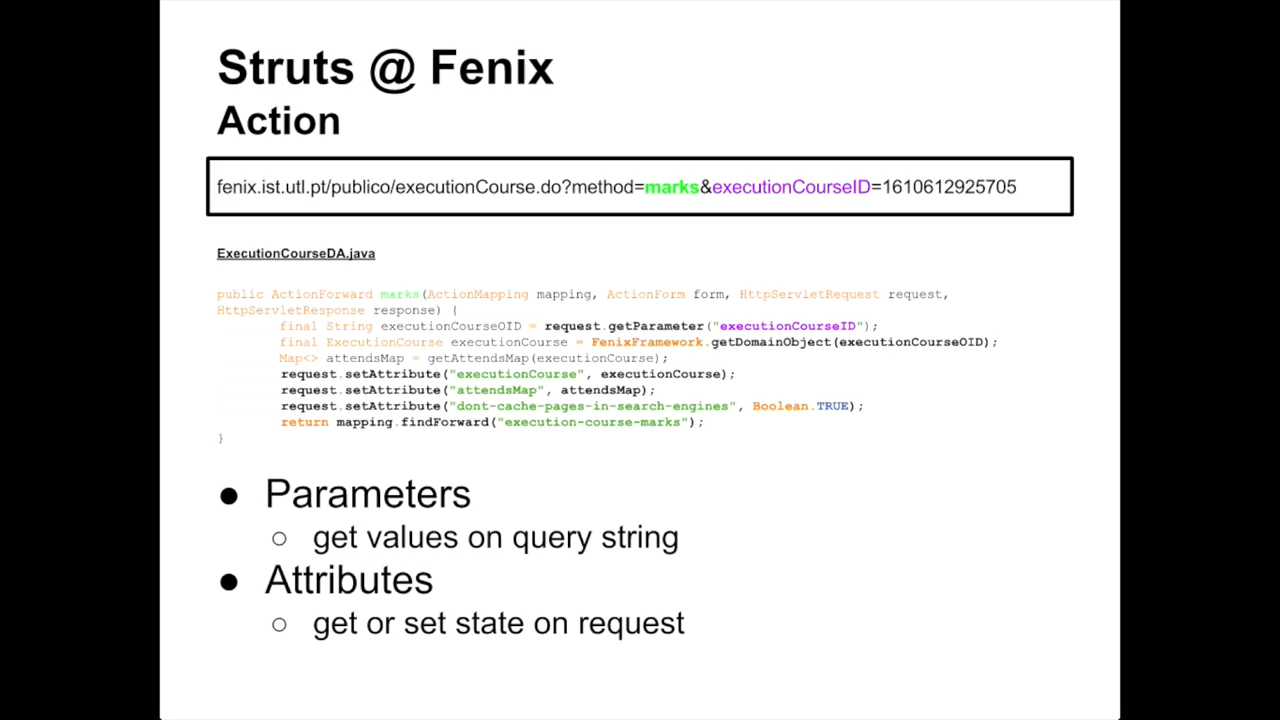 Struts @ Fenix
Action
fenix.ist.utl.pt/publico/executionCourse.do?method=marks&executionCourseID=1610612925705
ExecutionCourseDA.java
public ActionForward marks(ActionMapping mapping, ActionForm form, HttpServletRequest request,
HttpServletResponse response) {
final String executionCourseOID = request.getParameter("executionCourseID");
final ExecutionCourse executionCourse = FenixFramework.getDomainObject(executionCourseOID);
Map<> attendsMap = getAttendsMap(executionCourse);
request.setAttribute("executionCourse", executionCourse);
request.setAttribute("attendsMap", attendsMap);
request.setAttribute("dont-cache-pages-in-search-engines", Boolean.TRUE);
return mapping.findForward("execution-course-marks");
}
● Parameters
○ get values on query string
● Attributes
○ get or set state on request